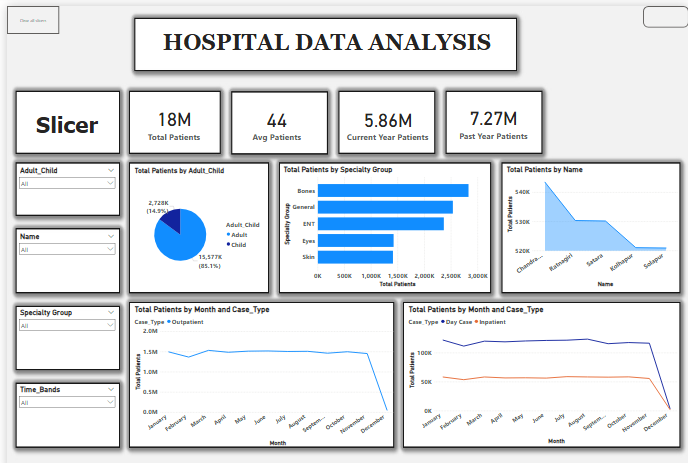 Clear all slicers
HOSPITAL DATA ANALYSIS
Slicer
18M
Total Patients
44
Avg Patients
5.86M
Current Year Patients
7.27M
Past Year Patients
Adult_Child
All
Name
All
Specialty Group
All
Time_Bands
All
Total Patients by Adult_Child
2,728K
(14.9%)
15,577K
(85.1%)
Adult_Child
Adult
Child
Total Patients by Specialty Group
Specialty Group
Bones
General
ENT
Eyes
Skin
0K 500K 1,000K 1,500K 2,000K 2,500K 3,000K
Total Patients
Total Patients by Name
Total Patients
540K
530K
520K
Chandra... Ratnagiri Satara Kolhapur Solapur
Name
Total Patients by Month and Case_Type
Case_Type Outpatient
Total Patients
2.0M
1.5M
1.0M
0.5M
0.0M
January February March April May June July August Septem... October November December
Month
Total Patients by Month and Case_Type
Case_Type Day Case Inpatient
Total Patients
100K
50K
0K
January February March April May June July August Septem... October November December
Month